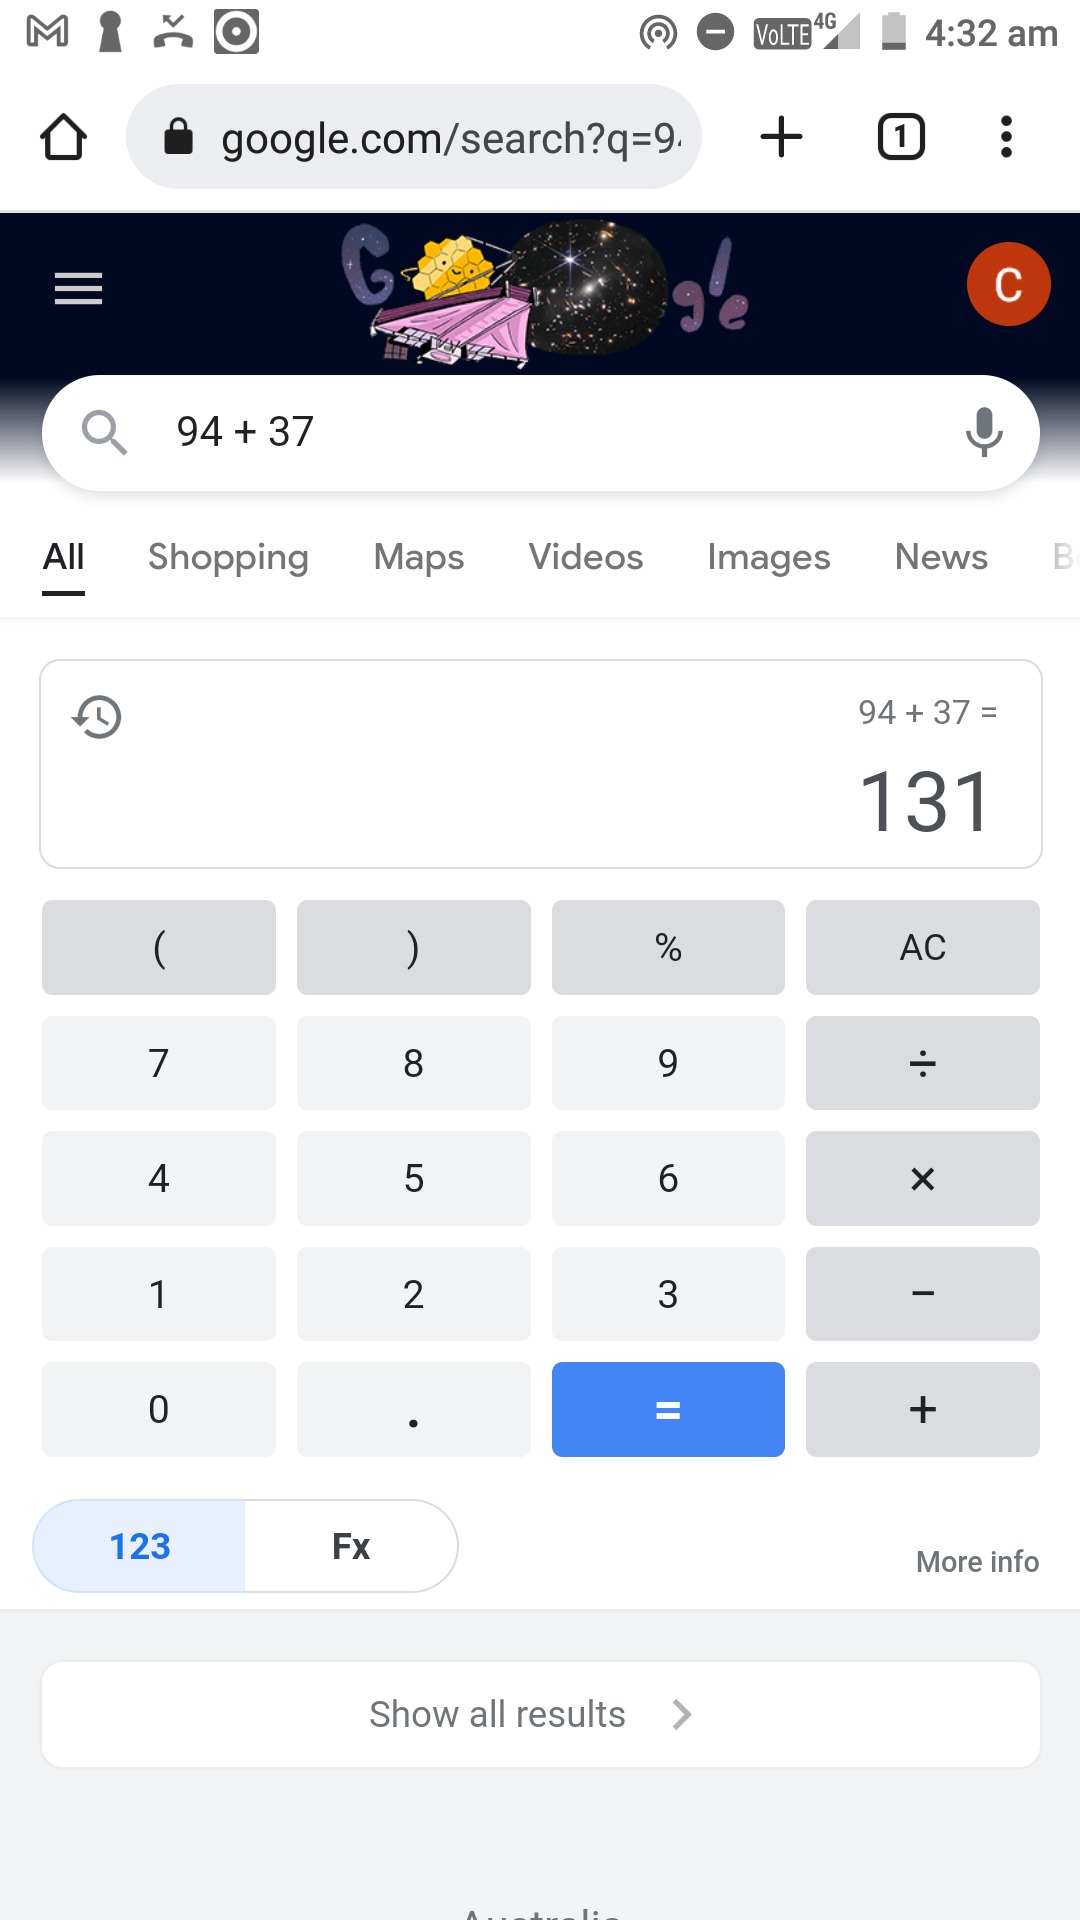 VoLTE 4G 4:32 am
google.com/search?q=9
1
Google
C
94 + 37
All Shopping Maps Videos Images News
94 + 37 =
131
( ) % AC
7 8 9 ÷
4 5 6 ×
1 2 3 −
0 . = +
123 Fx
More info
Show all results
Australia